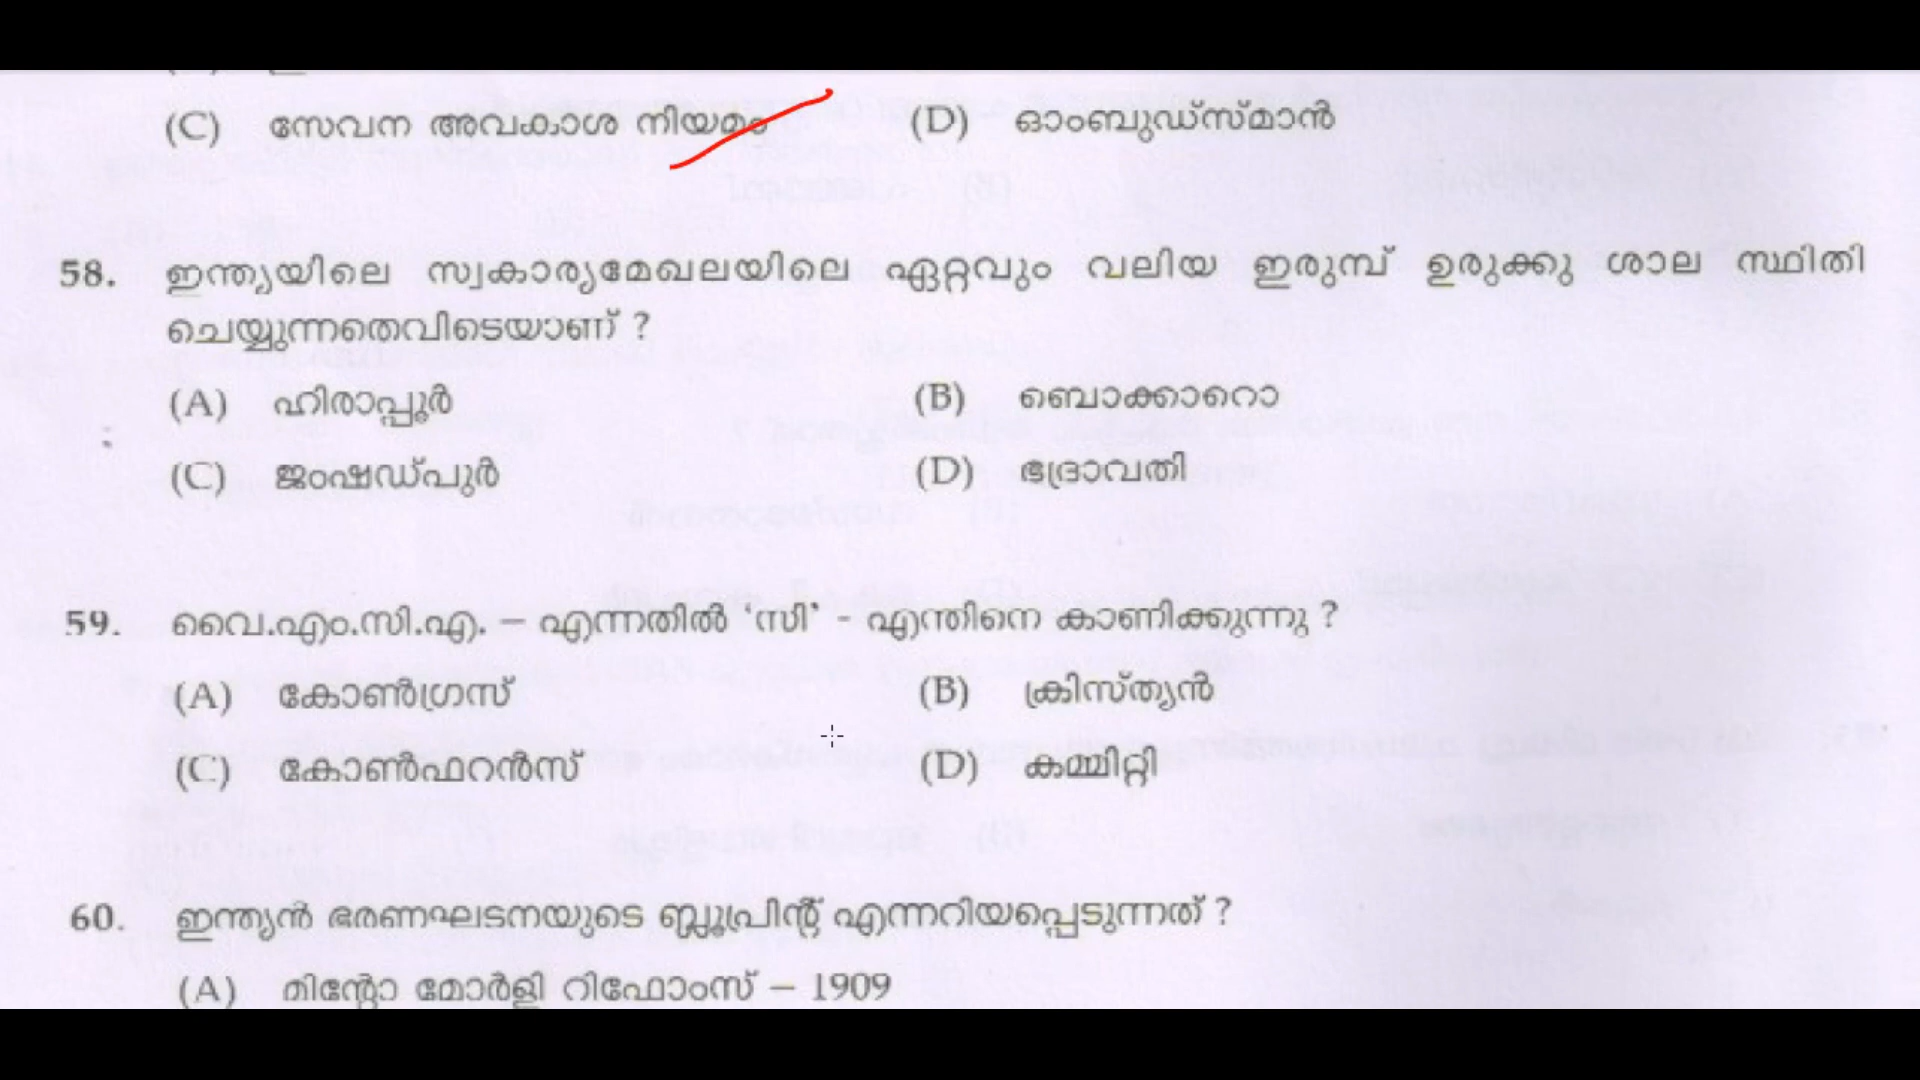 (C) സേവന അവകാശ നിയമം (D) ഓംബുഡ്സ്മാൻ
58. ഇന്ത്യയിലെ സ്വകാര്യമേഖലയിലെ ഏറ്റവും വലിയ ഇരുമ്പ് ഉരുക്കു ശാല സ്ഥിതി
ചെയ്യുന്നതെവിടെയാണ് ?
(A) ഹിരാപ്പൂർ (B) ബൊക്കാറൊ
(C) ജംഷഡ്പുർ (D) ഭദ്രാവതി
59. വൈ.എം.സി.എ. – എന്നതിൽ ‘സി’ - എന്തിനെ കാണിക്കുന്നു ?
(A) കോൺഗ്രസ് (B) ക്രിസ്ത്യൻ
(C) കോൺഫറൻസ് (D) കമ്മിറ്റി
60. ഇന്ത്യൻ ഭരണഘടനയുടെ ബ്ലൂപ്രിന്റ് എന്നറിയപ്പെടുന്നത് ?
(A) മിന്റോ മോർളി റിഫോംസ് – 1909